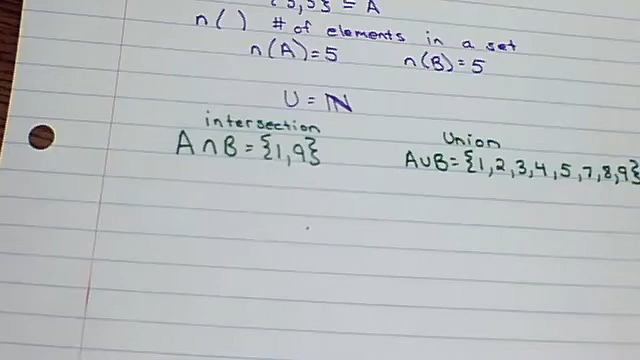 = A
n( ) # of elements in a set
n(A)=5 n(B)=5
U = ℕ
intersection Union
A∩B = {1,9} A∪B = {1,2,3,4,5,7,8,9}